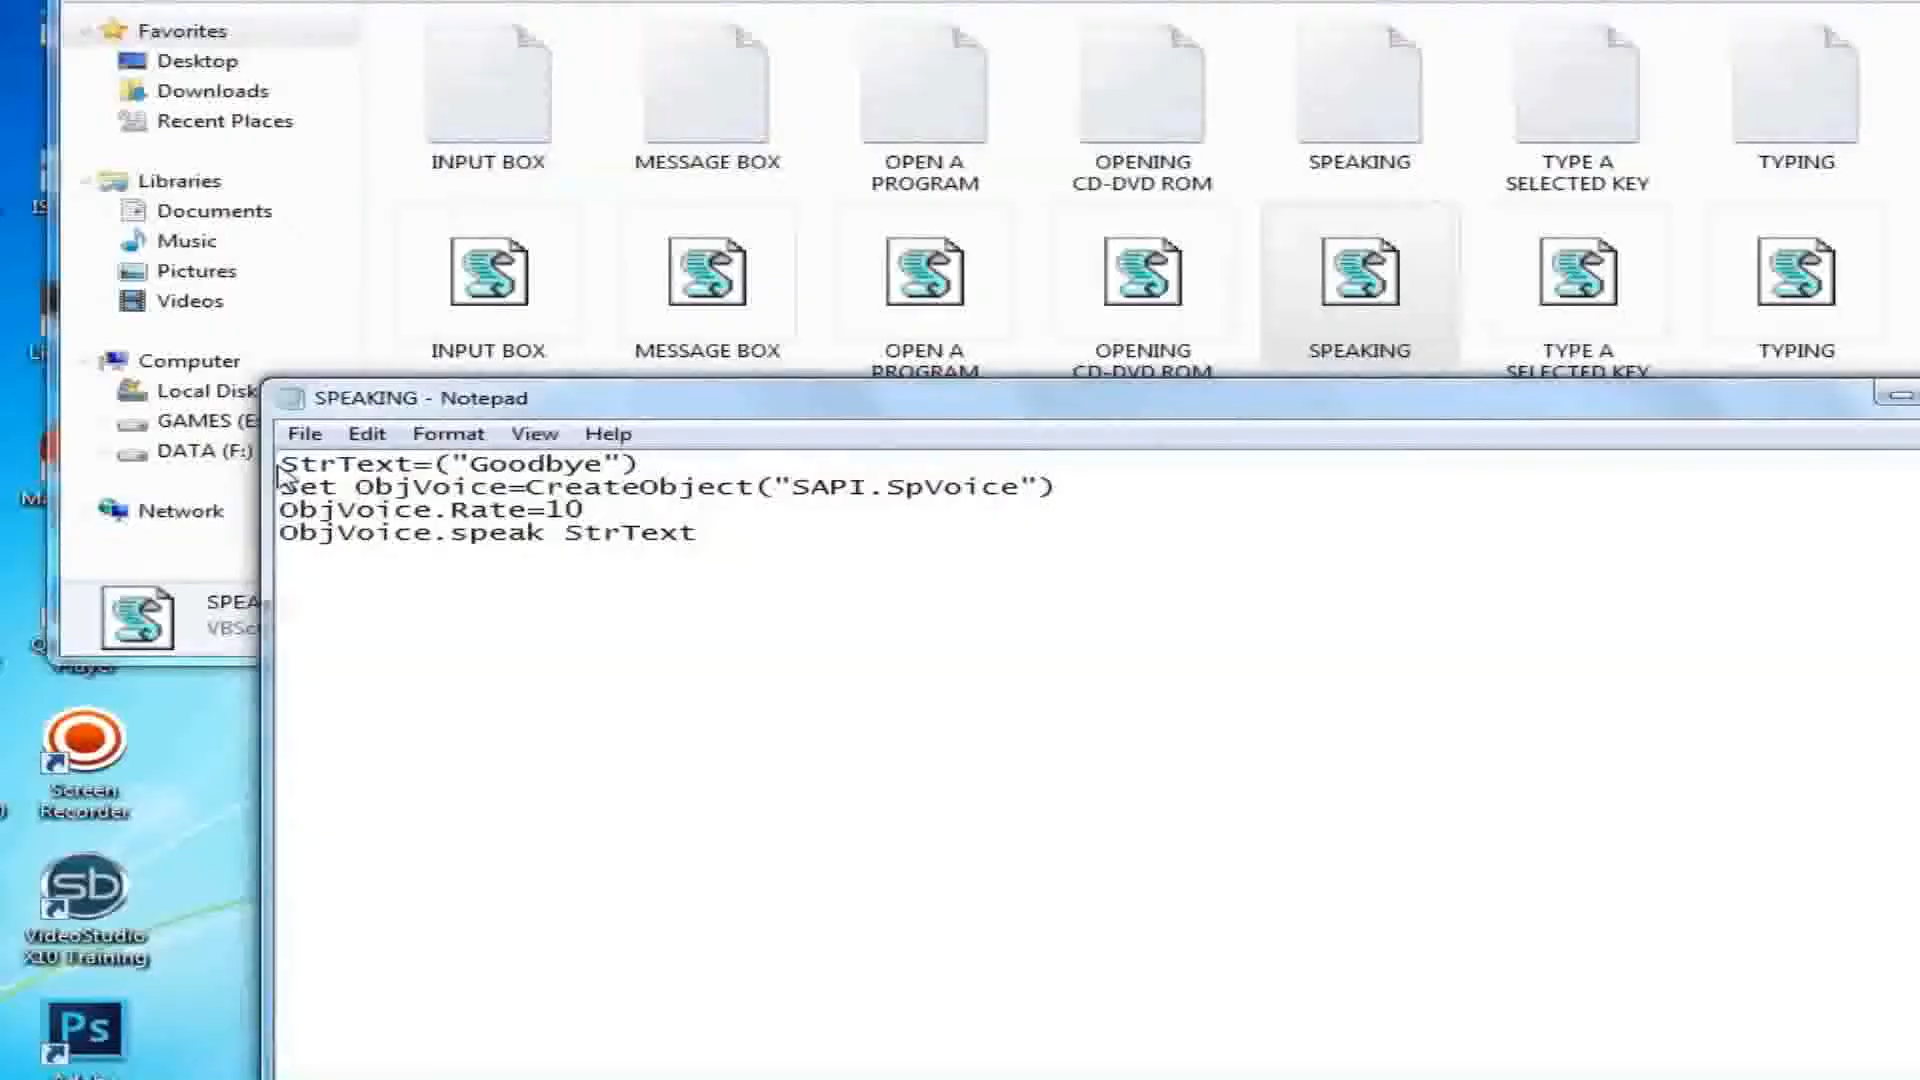 Favorites
Desktop
Downloads
Recent Places
Libraries
Documents
Music
Pictures
Videos
Computer
Local Disk
GAMES (E:
DATA (F:)
Network
INPUT BOX
MESSAGE BOX
OPEN A
PROGRAM
OPENING
CD-DVD ROM
SPEAKING
TYPE A
SELECTED KEY
TYPING
INPUT BOX
MESSAGE BOX
OPEN A
PROGRAM
OPENING
CD-DVD ROM
SPEAKING
TYPE A
SELECTED KEY
TYPING
SPEAKING - Notepad
File Edit Format View Help
StrText=("Goodbye")
Set ObjVoice=CreateObject("SAPI.SpVoice")
ObjVoice.Rate=10
ObjVoice.speak StrText
SPEA
VBSc
Player
Screen
Recorder
sb
VideoStudio
X10 Training
Ps